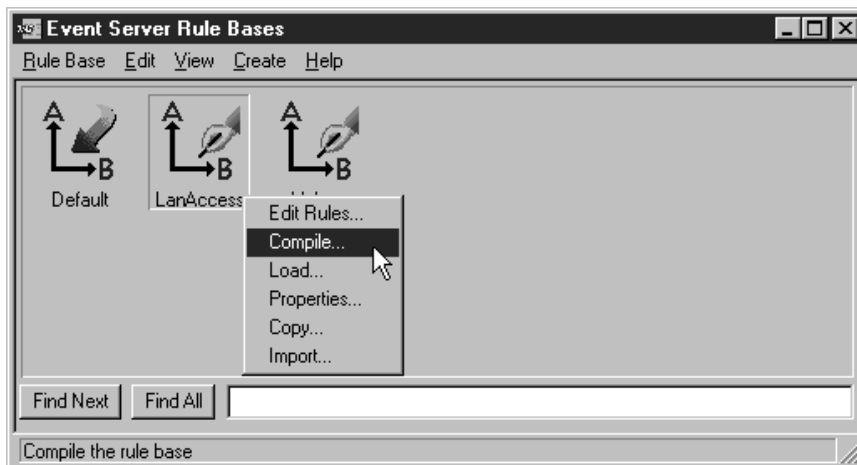 Event Server Rule Bases
Rule Base Edit View Create Help
A B A B A B
Default LanAccess
Edit Rules...
Compile...
Load...
Properties...
Copy...
Import...
Find Next Find All
Compile the rule base